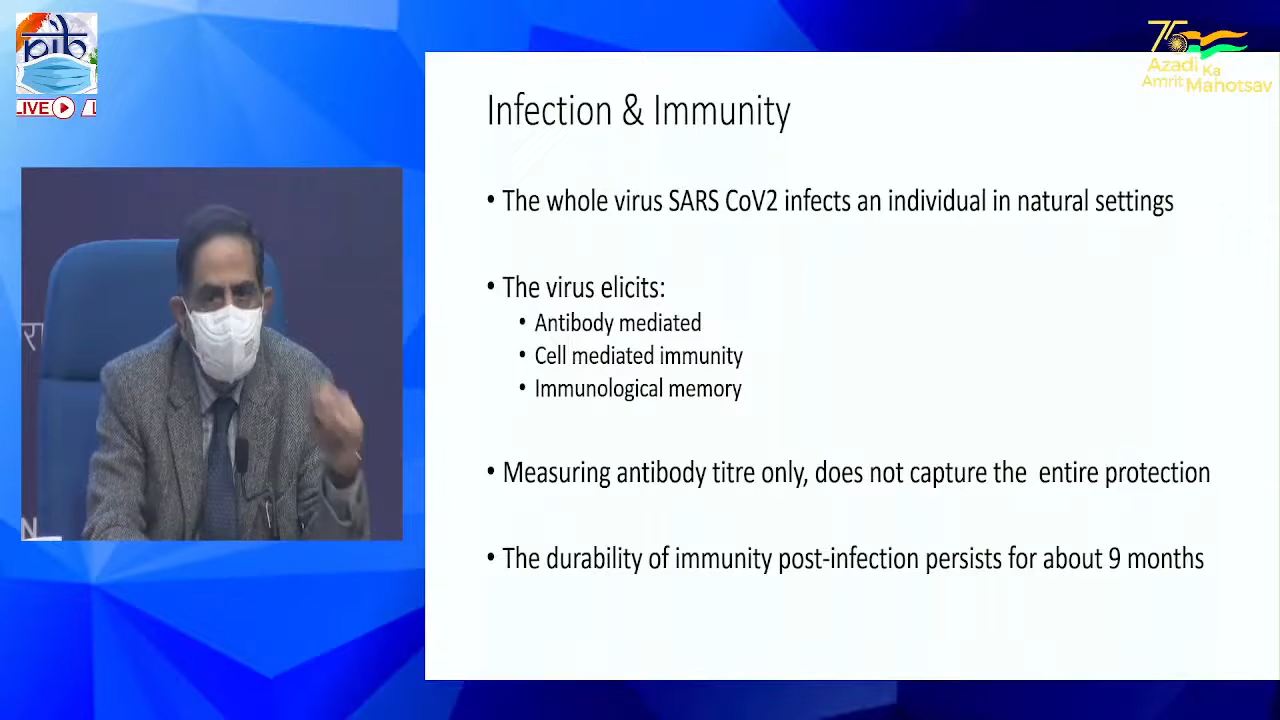 pib
LIVE
L
75
Azadi Ka
Amrit Mahotsav
रा
N
Infection & Immunity
• The whole virus SARS CoV2 infects an individual in natural settings
• The virus elicits:
• Antibody mediated
• Cell mediated immunity
• Immunological memory
• Measuring antibody titre only, does not capture the entire protection
• The durability of immunity post-infection persists for about 9 months